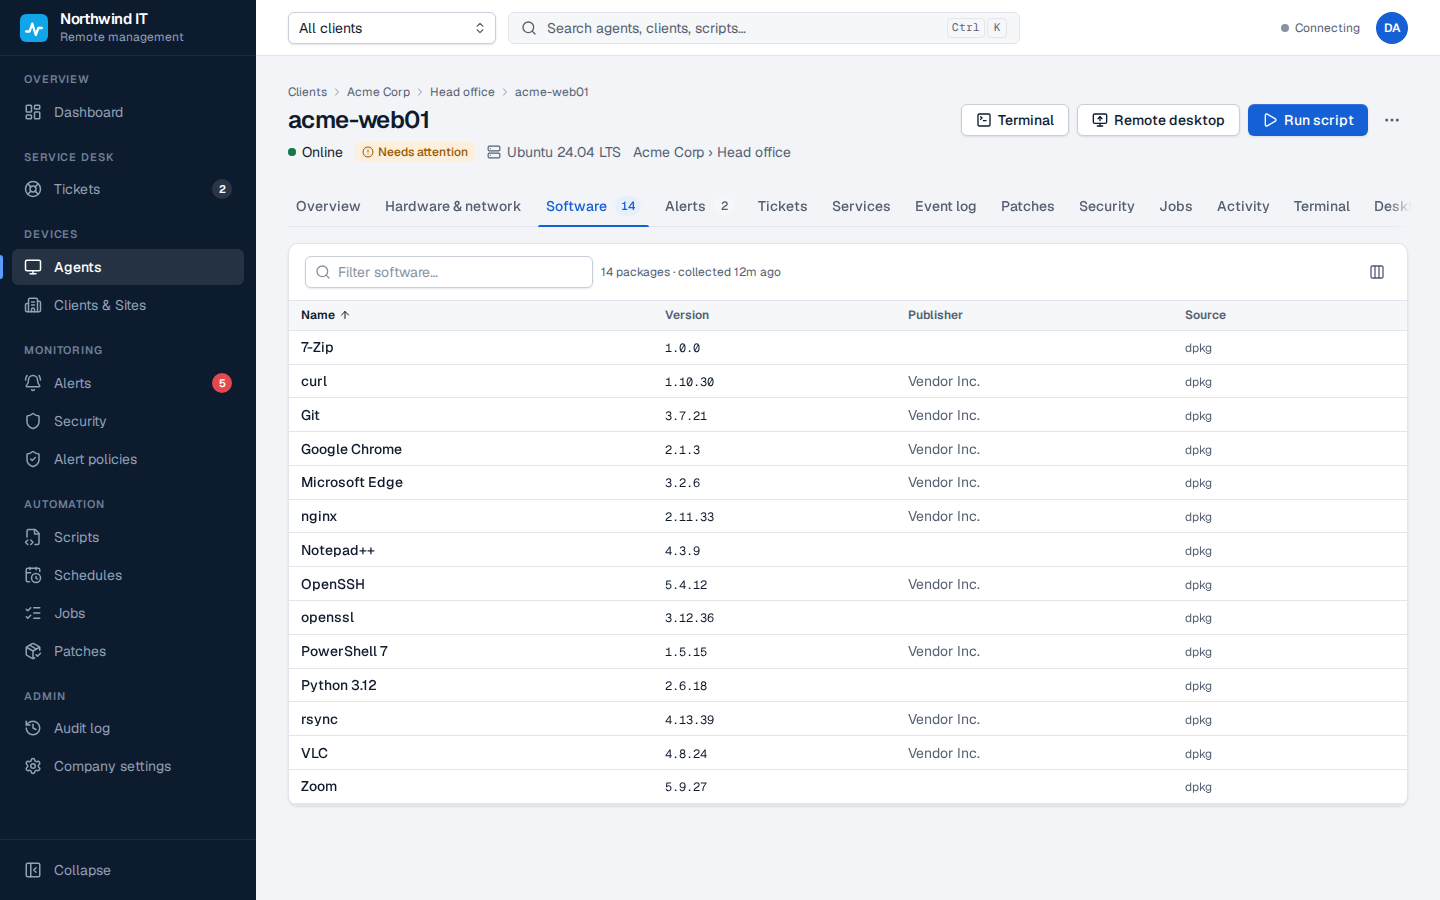 Northwind IT
Remote management
All clients
Search agents, clients, scripts...
Ctrl K
Connecting
DA
OVERVIEW
Dashboard
SERVICE DESK
Tickets 2
DEVICES
Agents
Clients & Sites
MONITORING
Alerts 5
Security
Alert policies
AUTOMATION
Scripts
Schedules
Jobs
Patches
ADMIN
Audit log
Company settings
Collapse
Clients > Acme Corp > Head office > acme-web01
acme-web01
Terminal
Remote desktop
Run script
Online Needs attention Ubuntu 24.04 LTS Acme Corp › Head office
Overview Hardware & network Software 14 Alerts 2 Tickets Services Event log Patches Security Jobs Activity Terminal
Filter software...
14 packages · collected 12m ago
Name Version Publisher Source
7-Zip 1.0.0 dpkg
curl 1.10.30 Vendor Inc. dpkg
Git 3.7.21 Vendor Inc. dpkg
Google Chrome 2.1.3 Vendor Inc. dpkg
Microsoft Edge 3.2.6 Vendor Inc. dpkg
nginx 2.11.33 Vendor Inc. dpkg
Notepad++ 4.3.9 dpkg
OpenSSH 5.4.12 Vendor Inc. dpkg
openssl 3.12.36 dpkg
PowerShell 7 1.5.15 Vendor Inc. dpkg
Python 3.12 2.6.18 dpkg
rsync 4.13.39 Vendor Inc. dpkg
VLC 4.8.24 Vendor Inc. dpkg
Zoom 5.9.27 dpkg